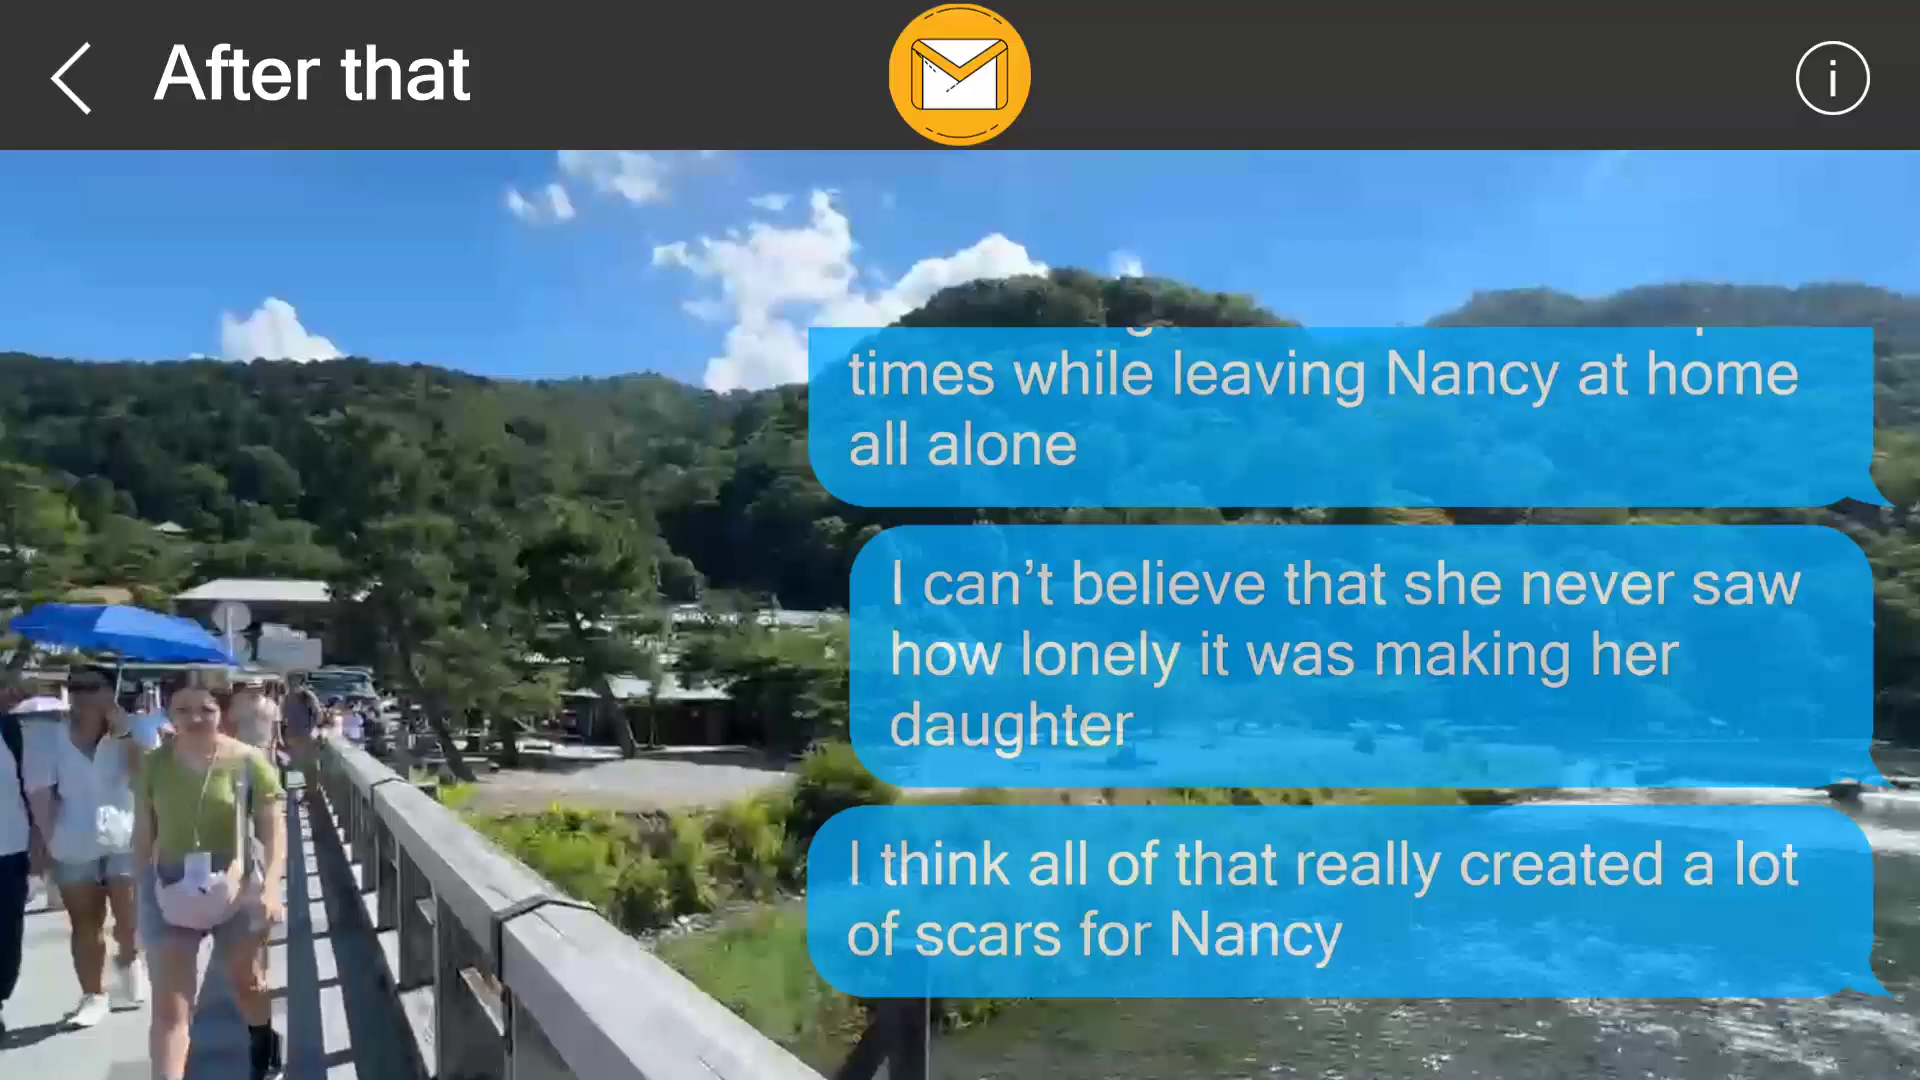 After that
times while leaving Nancy at home
all alone
I can’t believe that she never saw
how lonely it was making her
daughter
I think all of that really created a lot
of scars for Nancy